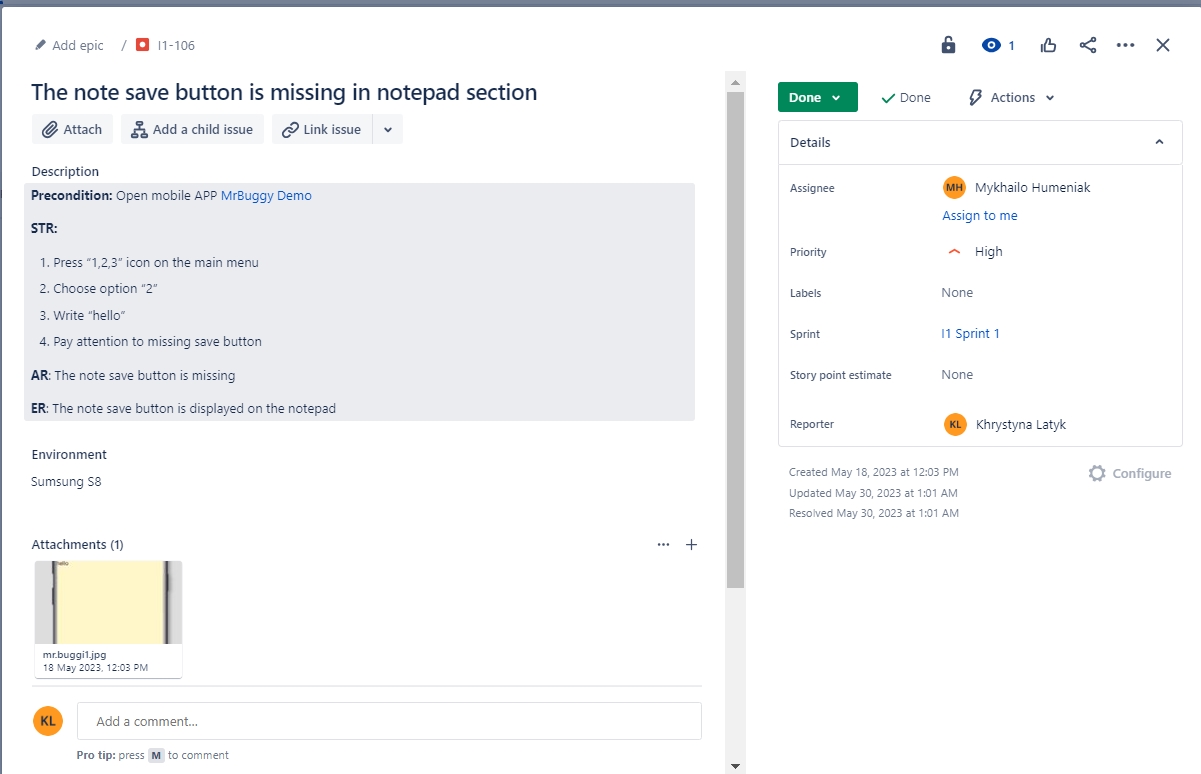 Add epic / I1-106
1
The note save button is missing in notepad section
Attach Add a child issue Link issue
Description
Precondition: Open mobile APP MrBuggy Demo
STR:
1. Press “1,2,3” icon on the main menu
2. Choose option “2”
3. Write “hello”
4. Pay attention to missing save button
AR: The note save button is missing
ER: The note save button is displayed on the notepad
Environment
Sumsung S8
Attachments (1)
hello
mr.buggi1.jpg
18 May 2023, 12:03 PM
KL Add a comment...
Pro tip: press M to comment
Done Done Actions
Details
Assignee MH Mykhailo Humeniak
Assign to me
Priority High
Labels None
Sprint I1 Sprint 1
Story point estimate None
Reporter KL Khrystyna Latyk
Created May 18, 2023 at 12:03 PM
Configure
Updated May 30, 2023 at 1:01 AM
Resolved May 30, 2023 at 1:01 AM